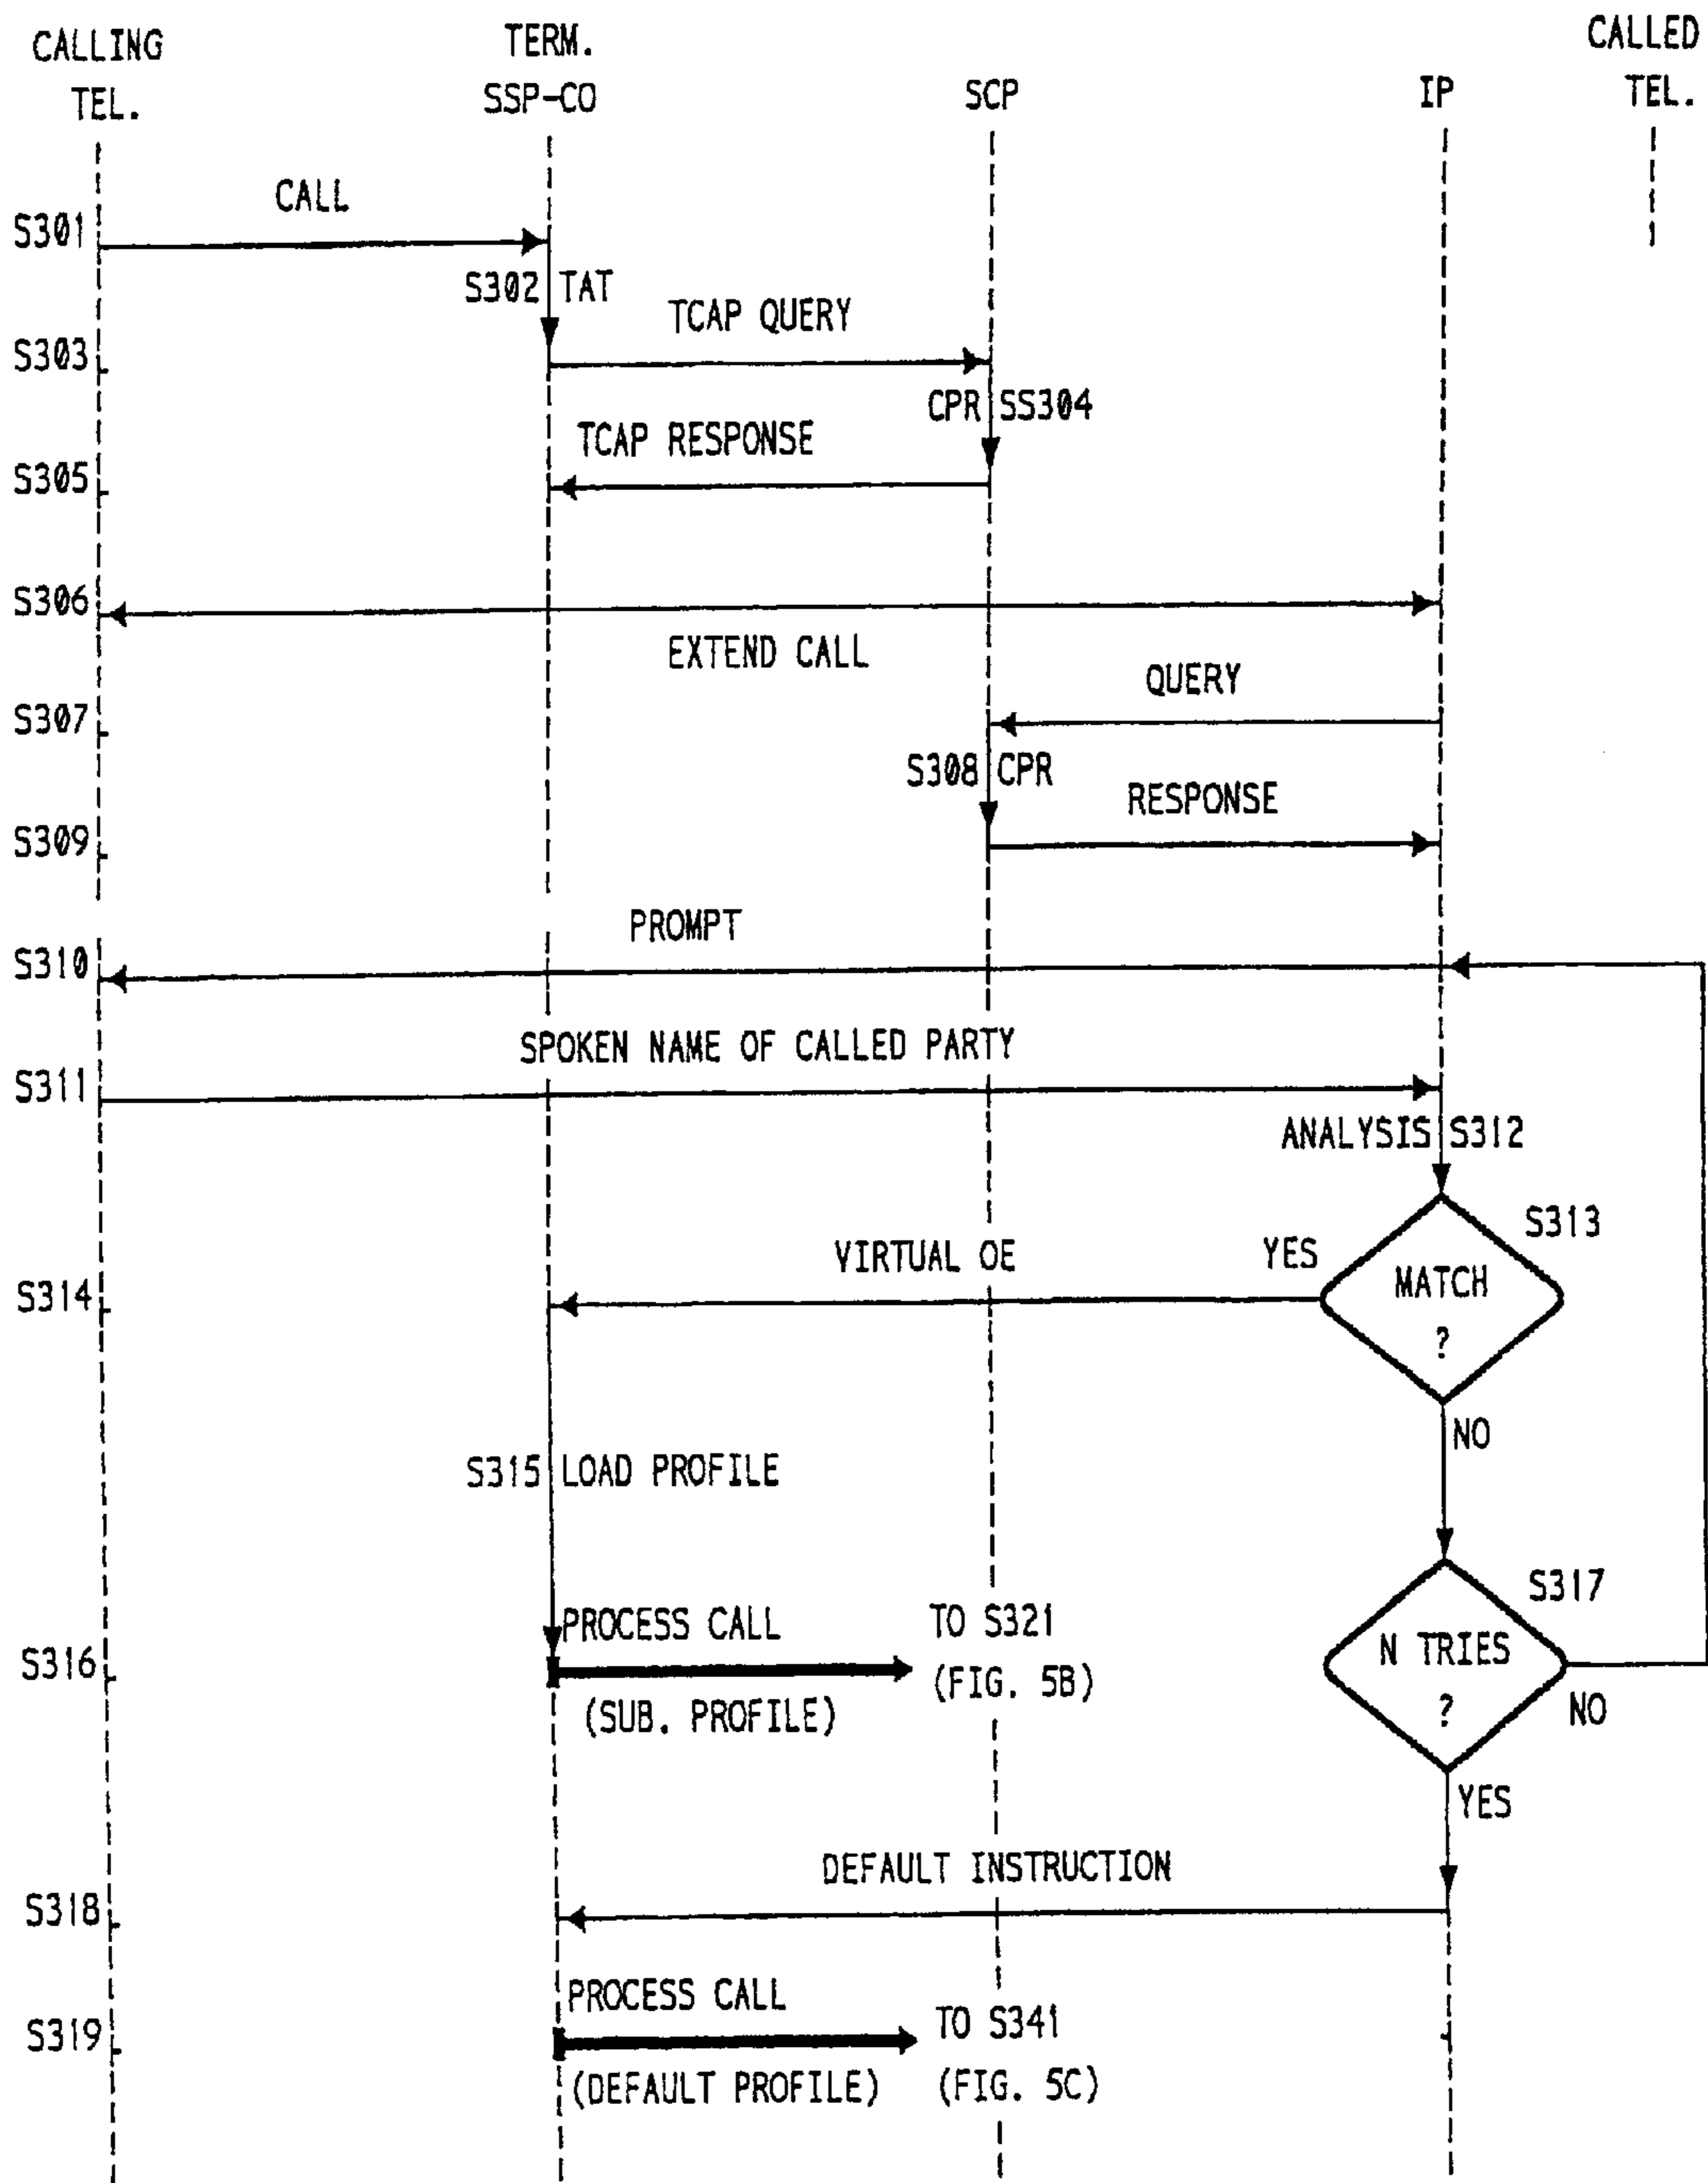 CALLING
TEL.
TERM.
SSP-CO
SCP
IP
CALLED
TEL.
CALL
S301
S302 TAT
TCAP QUERY
S303
CPR SS304
TCAP RESPONSE
S305
S306
EXTEND CALL
QUERY
S307
S308 CPR
RESPONSE
S309
PROMPT
S310
SPOKEN NAME OF CALLED PARTY
S311
ANALYSIS S312
S313
VIRTUAL OE
YES
MATCH
?
S314
NO
S315 LOAD PROFILE
S317
PROCESS CALL
TO S321
N TRIES
?
S316
(SUB. PROFILE)
(FIG. 5B)
NO
YES
DEFAULT INSTRUCTION
S318
PROCESS CALL
TO S341
S319
(DEFAULT PROFILE)
(FIG. 5C)